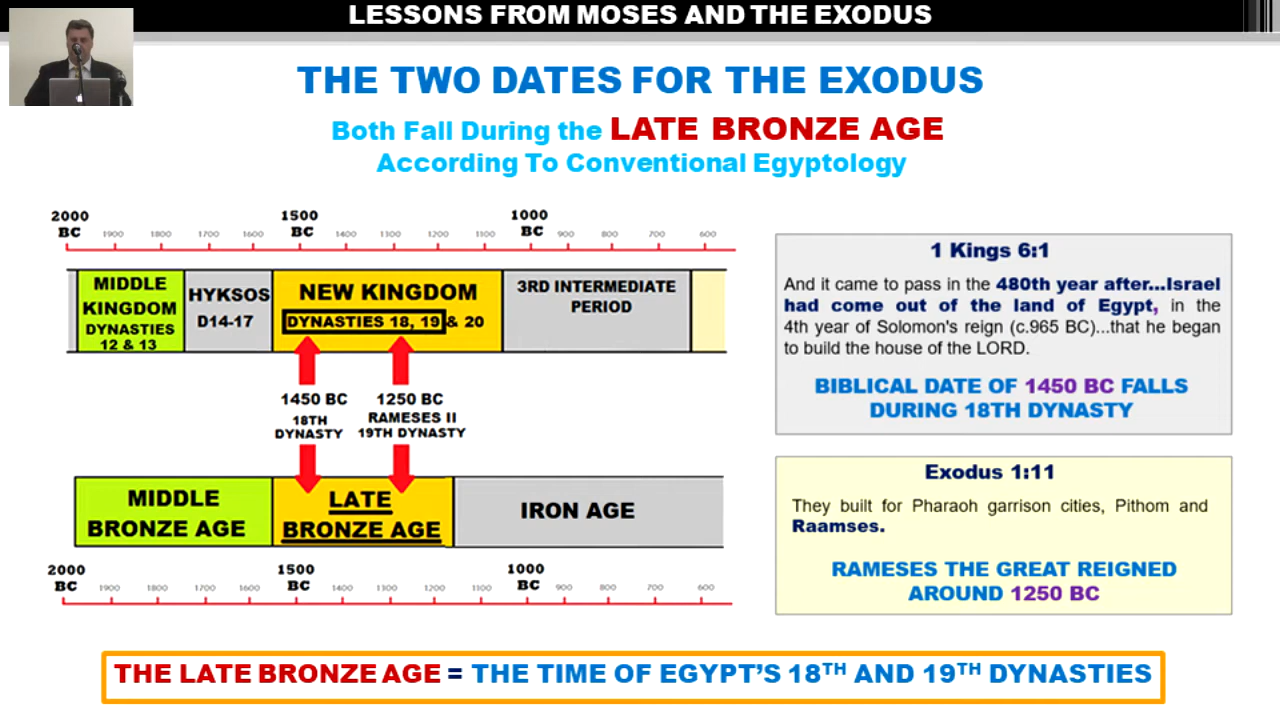 LESSONS FROM MOSES AND THE EXODUS
THE TWO DATES FOR THE EXODUS
Both Fall During the LATE BRONZE AGE
According To Conventional Egyptology
2000 BC 1900 1800 1700 1600 1500 BC 1400 1300 1200 1100 1000 BC 900 800 700 600
MIDDLE
KINGDOM
DYNASTIES
12 & 13
HYKSOS
D14-17
NEW KINGDOM
DYNASTIES 18, 19 & 20
3RD INTERMEDIATE
PERIOD
1450 BC
18TH
DYNASTY
1250 BC
RAMESES II
19TH DYNASTY
MIDDLE
BRONZE AGE
LATE
BRONZE AGE
IRON AGE
2000 BC 1900 1800 1700 1600 1500 BC 1400 1300 1200 1100 1000 BC 900 800 700 600
1 Kings 6:1
And it came to pass in the 480th year after...Israel
had come out of the land of Egypt, in the
4th year of Solomon's reign (c.965 BC)...that he began
to build the house of the LORD.
BIBLICAL DATE OF 1450 BC FALLS
DURING 18TH DYNASTY
Exodus 1:11
They built for Pharaoh garrison cities, Pithom and
Raamses.
RAMESES THE GREAT REIGNED
AROUND 1250 BC
THE LATE BRONZE AGE = THE TIME OF EGYPT'S 18TH AND 19TH DYNASTIES